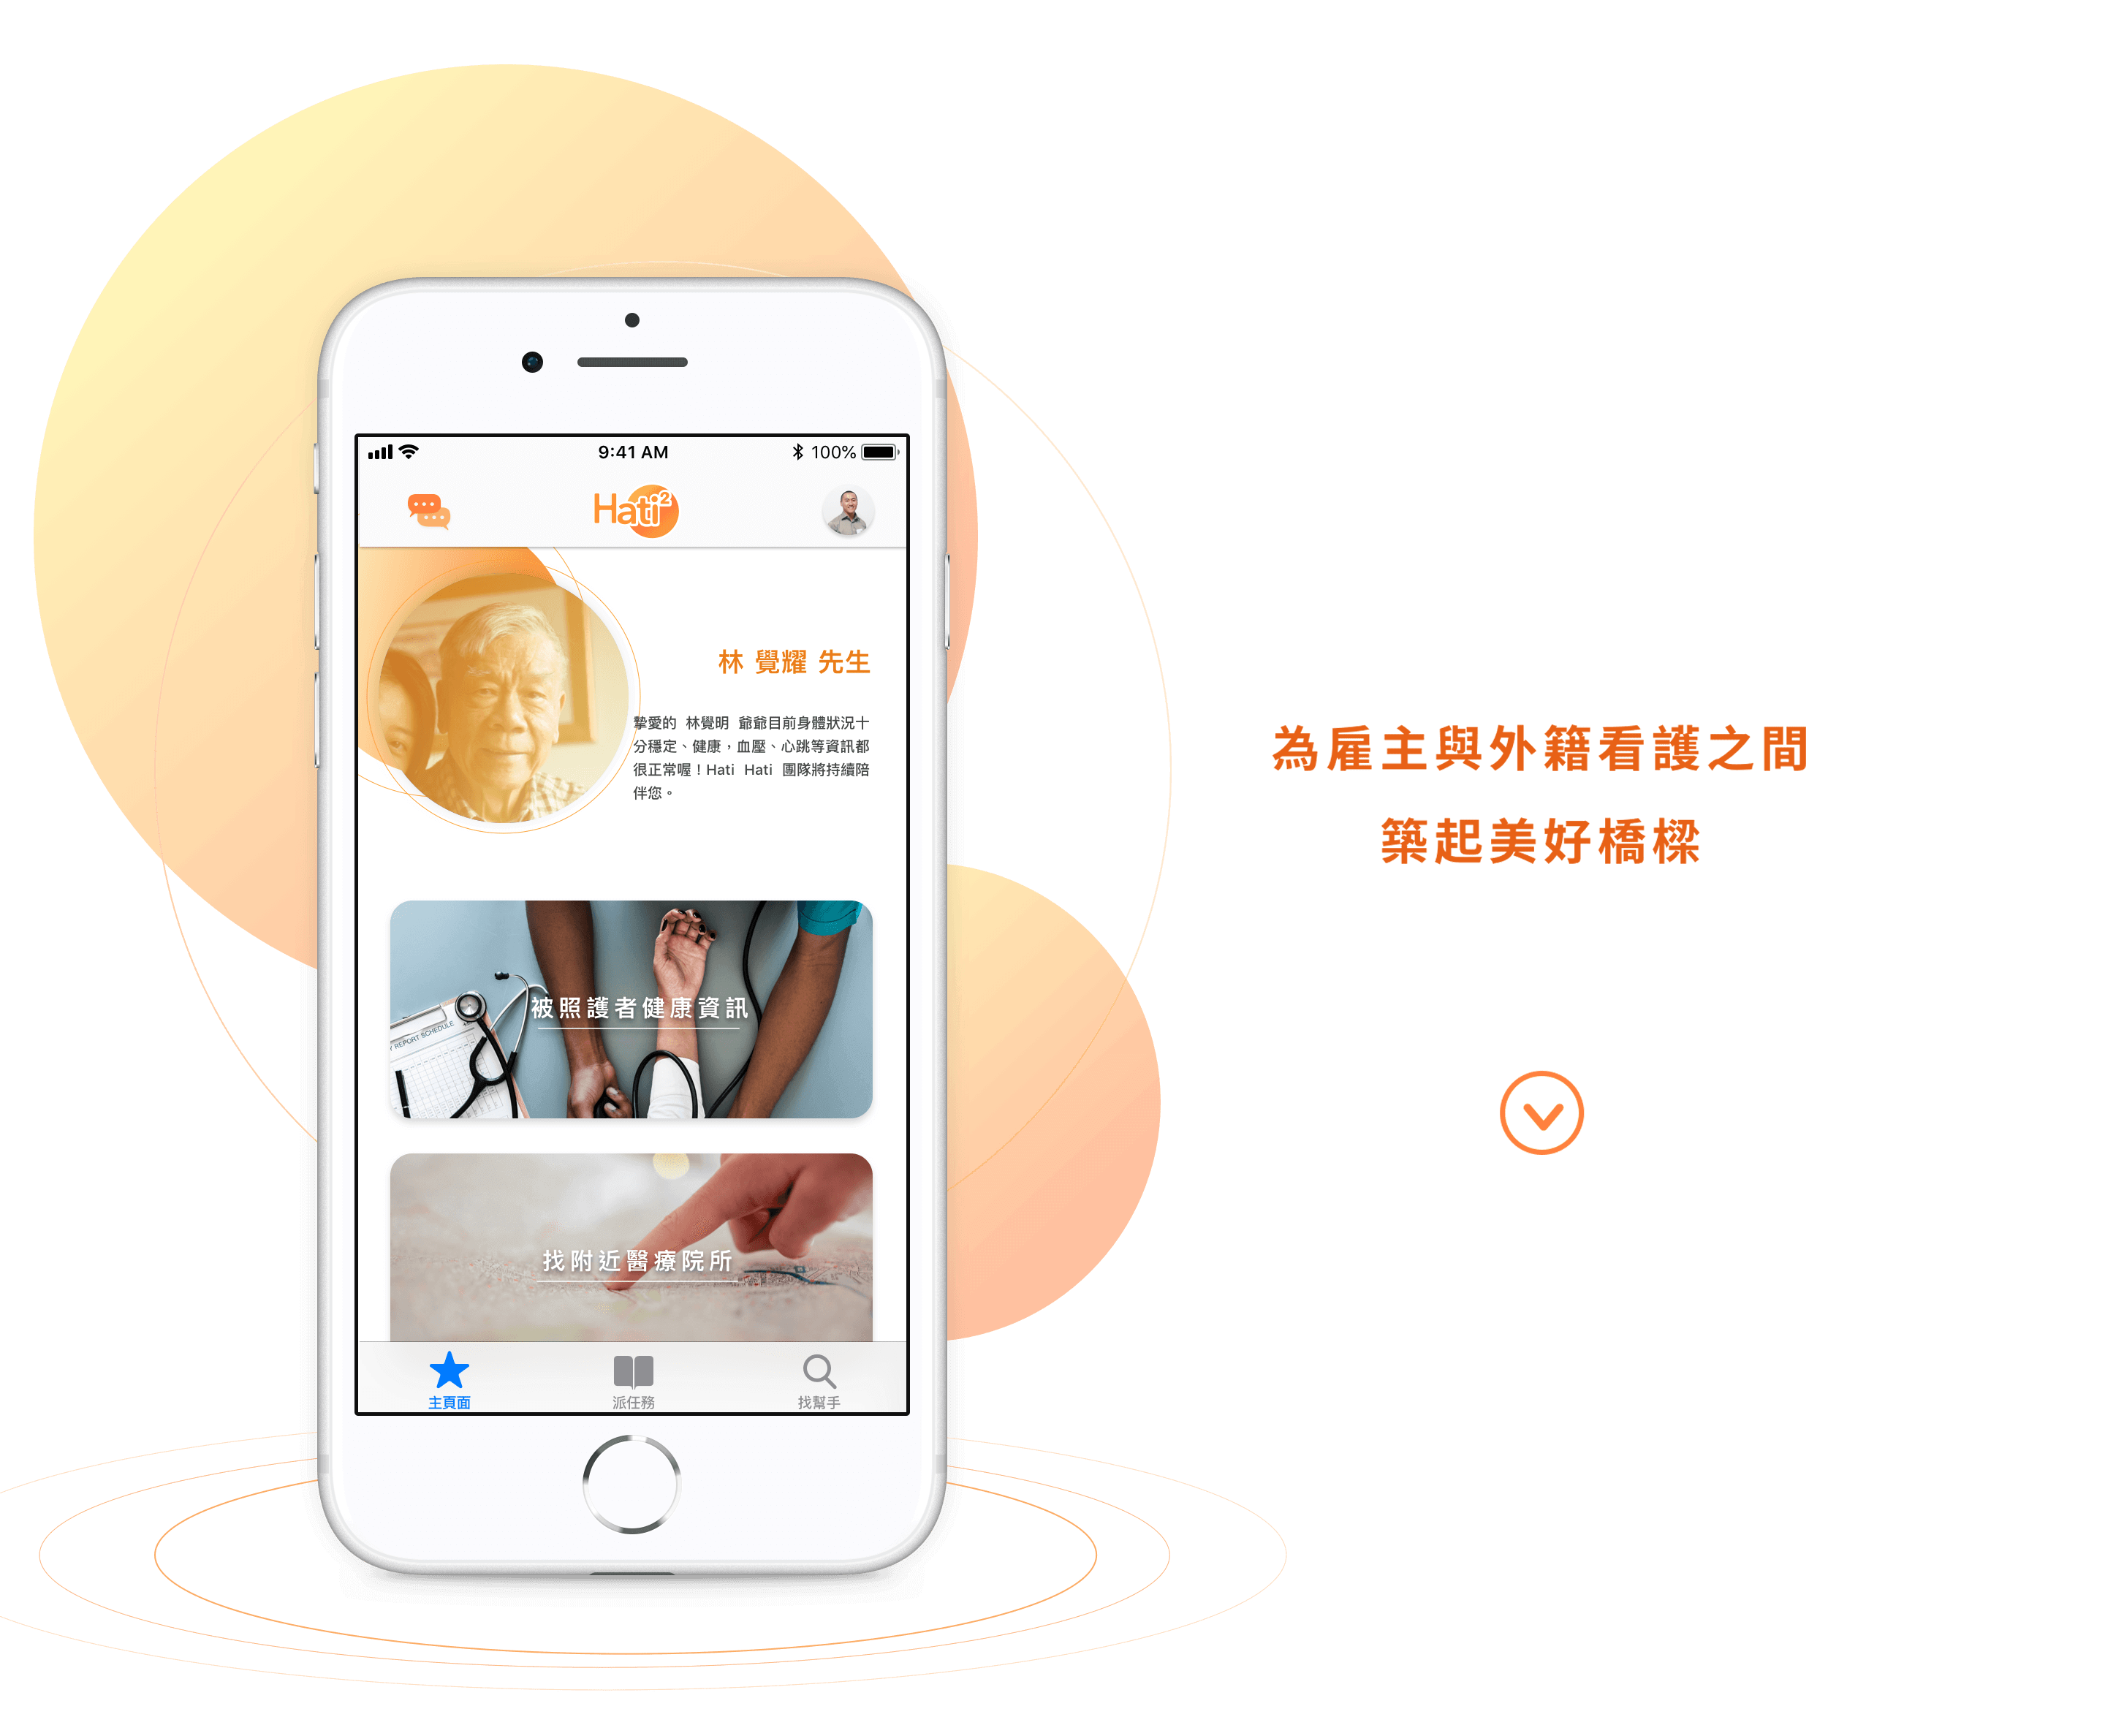 9:41 AM
100%
Hati²
林 覺耀 先生
摯愛的 林覺明 爺爺目前身體狀況十
分穩定、健康，血壓、心跳等資訊都
很正常喔！Hati Hati 團隊將持續陪
伴您。
為雇主與外籍看護之間
築起美好橋樑
被照護者健康資訊
REPORT SCHEDULE
找附近醫療院所
主頁面
派任務
找幫手